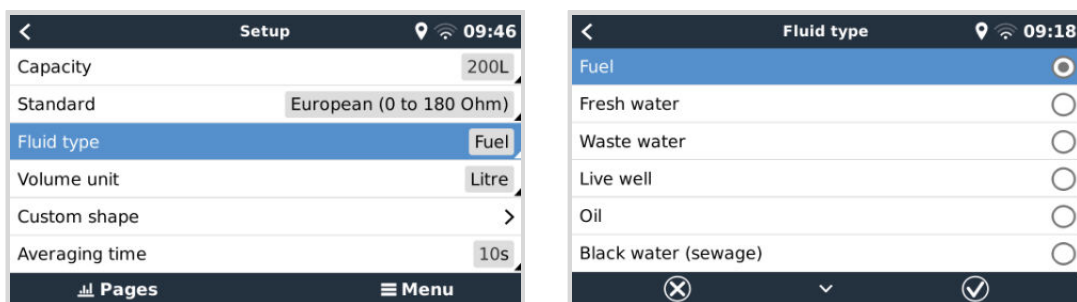 Setup 09:46
Capacity 200L
Standard European (0 to 180 Ohm)
Fluid type Fuel
Volume unit Litre
Custom shape
Averaging time 10s
Pages Menu
Fluid type 09:18
Fuel
Fresh water
Waste water
Live well
Oil
Black water (sewage)